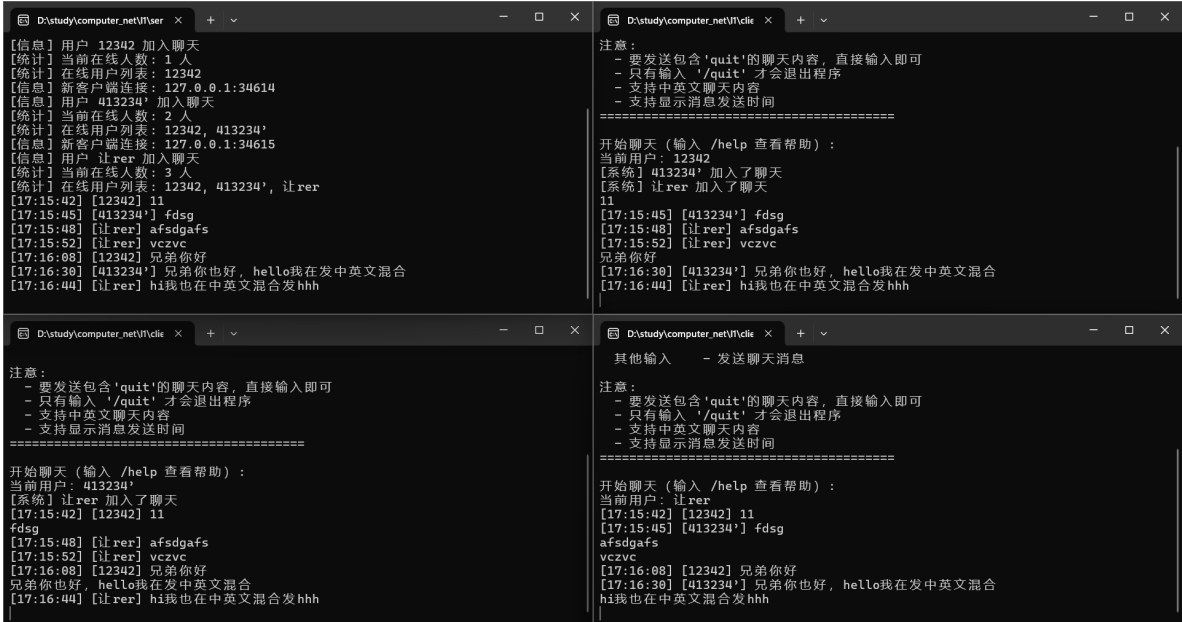 D:\study\computer_net\l1\ser
[信息] 用户 12342 加入聊天
[统计] 当前在线人数: 1 人
[统计] 在线用户列表: 12342
[信息] 新客户端连接: 127.0.0.1:34614
[信息] 用户 413234’ 加入聊天
[统计] 当前在线人数: 2 人
[统计] 在线用户列表: 12342, 413234’
[信息] 新客户端连接: 127.0.0.1:34615
[信息] 用户 让rer 加入聊天
[统计] 当前在线人数: 3 人
[统计] 在线用户列表: 12342, 413234’, 让rer
[17:15:42] [12342] 11
[17:15:45] [413234’] fdsg
[17:15:48] [让rer] afsdgafs
[17:15:52] [让rer] vczvc
[17:16:08] [12342] 兄弟你好
[17:16:30] [413234’] 兄弟你也好, hello我在发中英文混合
[17:16:44] [让rer] hi我也在中英文混合发hhh
D:\study\computer_net\l1\clie
注意:
- 要发送包含'quit'的聊天内容, 直接输入即可
- 只有输入 '/quit' 才会退出程序
- 支持中英文聊天内容
- 支持显示消息发送时间
========================================
开始聊天 (输入 /help 查看帮助) :
当前用户: 12342
[系统] 413234’ 加入了聊天
[系统] 让rer 加入了聊天
11
[17:15:45] [413234’] fdsg
[17:15:48] [让rer] afsdgafs
[17:15:52] [让rer] vczvc
兄弟你好
[17:16:30] [413234’] 兄弟你也好, hello我在发中英文混合
[17:16:44] [让rer] hi我也在中英文混合发hhh
D:\study\computer_net\l1\clie
注意:
- 要发送包含'quit'的聊天内容, 直接输入即可
- 只有输入 '/quit' 才会退出程序
- 支持中英文聊天内容
- 支持显示消息发送时间
========================================
开始聊天 (输入 /help 查看帮助) :
当前用户: 413234’
[系统] 让rer 加入了聊天
[17:15:42] [12342] 11
fdsg
[17:15:48] [让rer] afsdgafs
[17:15:52] [让rer] vczvc
[17:16:08] [12342] 兄弟你好
兄弟你也好, hello我在发中英文混合
[17:16:44] [让rer] hi我也在中英文混合发hhh
D:\study\computer_net\l1\clie
其他输入 - 发送聊天消息
注意:
- 要发送包含'quit'的聊天内容, 直接输入即可
- 只有输入 '/quit' 才会退出程序
- 支持中英文聊天内容
- 支持显示消息发送时间
========================================
开始聊天 (输入 /help 查看帮助) :
当前用户: 让rer
[17:15:42] [12342] 11
[17:15:45] [413234’] fdsg
afsdgafs
vczvc
[17:16:08] [12342] 兄弟你好
[17:16:30] [413234’] 兄弟你也好, hello我在发中英文混合
hi我也在中英文混合发hhh